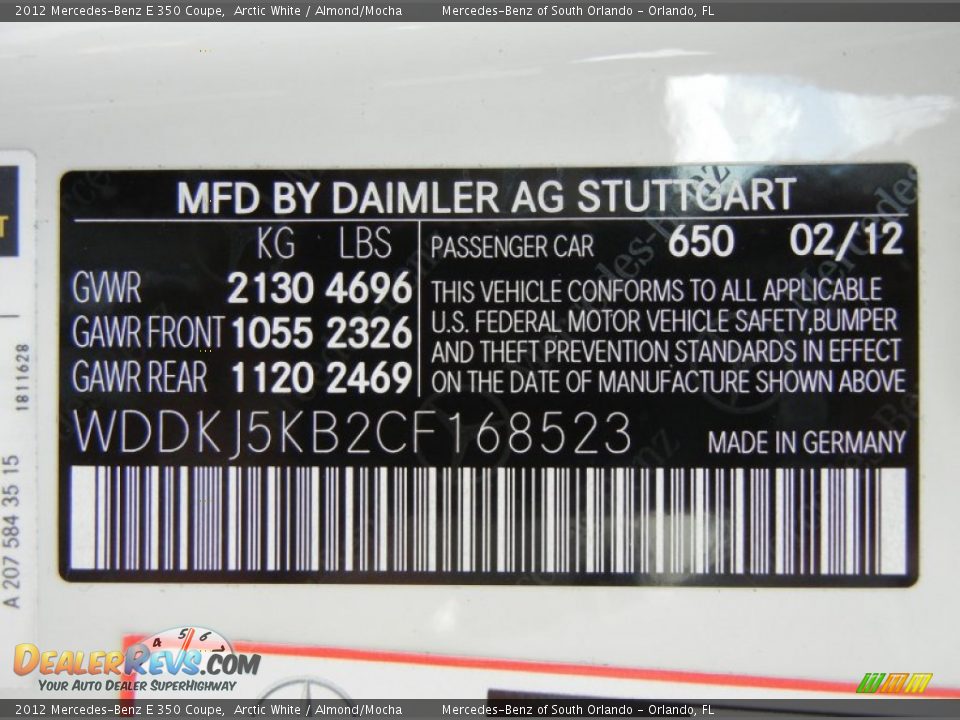 2012 Mercedes-Benz E 350 Coupe, Arctic White / Almond/Mocha Mercedes-Benz of South Orlando - Orlando, FL
MFD BY DAIMLER AG STUTTGART
KG LBS
GVWR 2130 4696
GAWR FRONT 1055 2326
GAWR REAR 1120 2469
PASSENGER CAR 650 02/12
THIS VEHICLE CONFORMS TO ALL APPLICABLE
U.S. FEDERAL MOTOR VEHICLE SAFETY,BUMPER
AND THEFT PREVENTION STANDARDS IN EFFECT
ON THE DATE OF MANUFACTURE SHOWN ABOVE
WDDKJ5KB2CF168523 MADE IN GERMANY
1811628
A 207 584 35 15
4 5 6 7
DEALERREVS.COM
YOUR AUTO DEALER SUPERHIGHWAY
2012 Mercedes-Benz E 350 Coupe, Arctic White / Almond/Mocha Mercedes-Benz of South Orlando - Orlando, FL